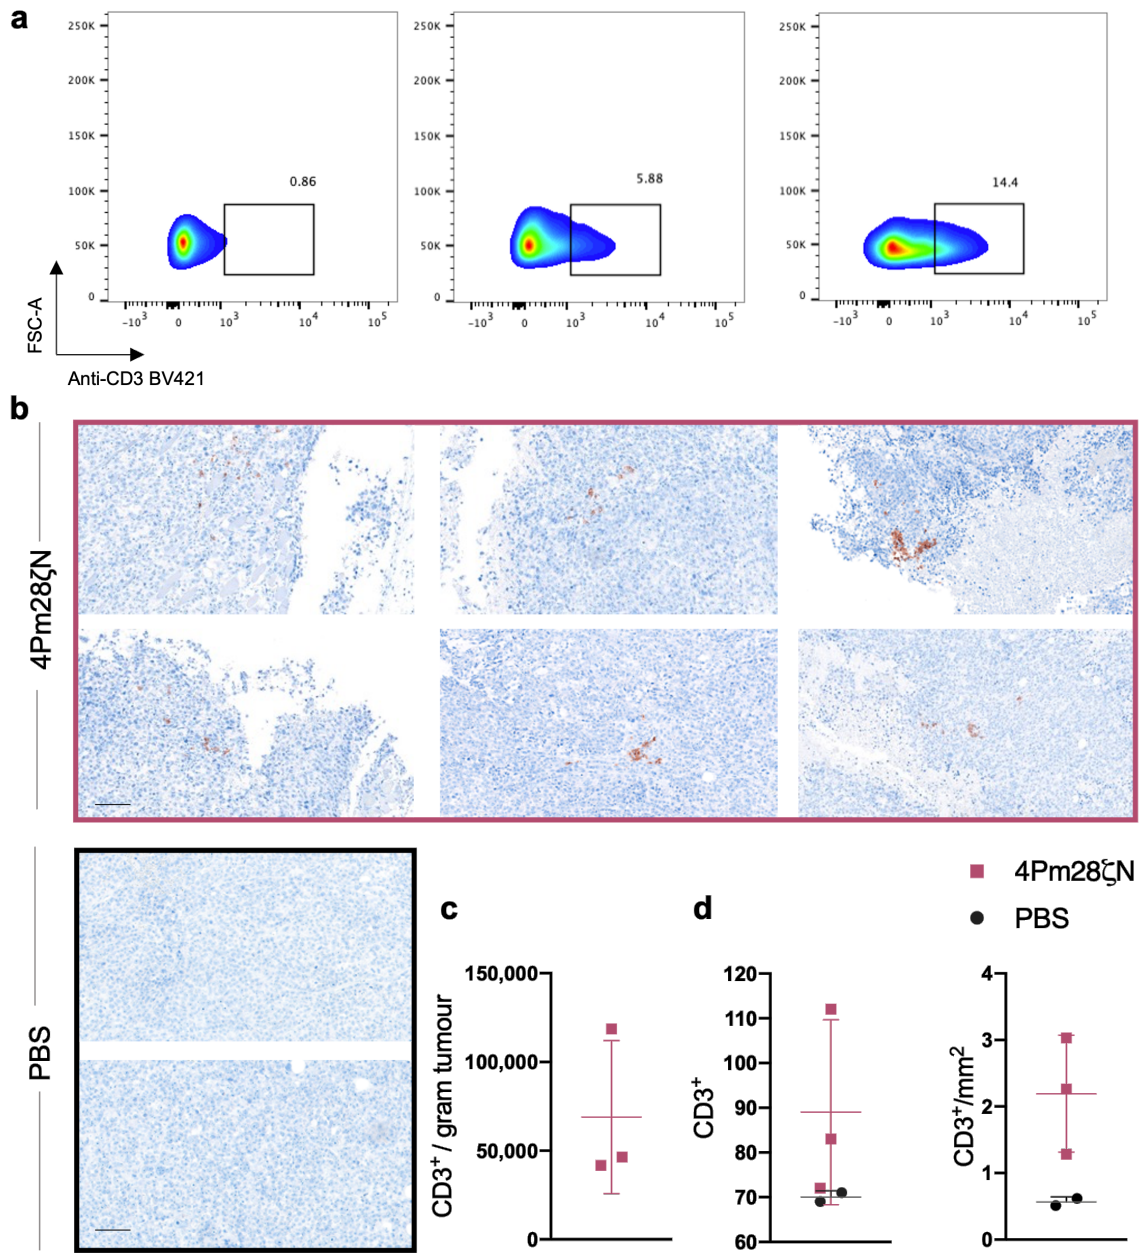 a
250K
200K
150K
100K
50K
0
-10³ 0 10³ 10⁴ 10⁵
0.86
250K
200K
150K
100K
50K
0
-10³ 0 10³ 10⁴ 10⁵
5.88
250K
200K
150K
100K
50K
0
-10³ 0 10³ 10⁴ 10⁵
14.4
FSC-A
Anti-CD3 BV421
b
4Pm28ζN
PBS
4Pm28ζN
PBS
c
CD3⁺ / gram tumour
150,000
100,000
50,000
0
d
CD3⁺
120
110
100
90
80
70
60
CD3⁺/mm²
4
3
2
1
0